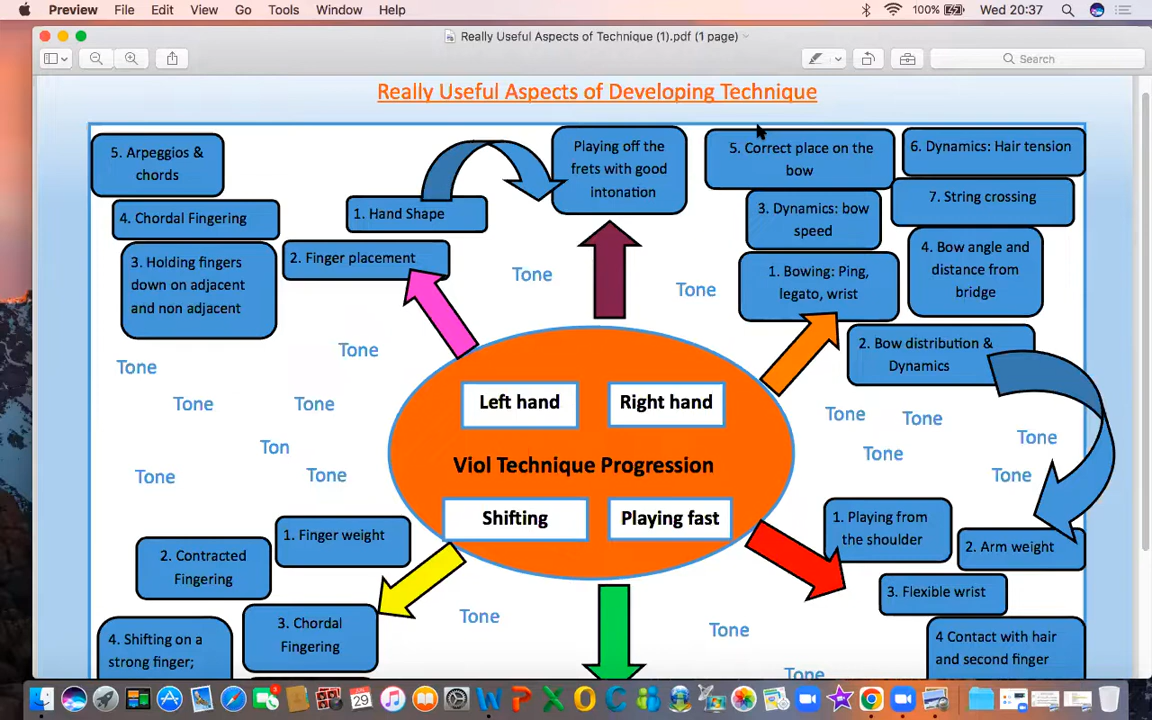 Preview File Edit View Go Tools Window Help
100% Wed 20:37
Really Useful Aspects of Technique (1).pdf (1 page)
Search
Really Useful Aspects of Developing Technique
5. Arpeggios &
chords
4. Chordal Fingering
3. Holding fingers
down on adjacent
and non adjacent
1. Hand Shape
2. Finger placement
Playing off the
frets with good
intonation
5. Correct place on the
bow
6. Dynamics: Hair tension
3. Dynamics: bow
speed
7. String crossing
1. Bowing: Ping,
legato, wrist
4. Bow angle and
distance from
bridge
2. Bow distribution &
Dynamics
Tone
Tone
Tone
Tone
Tone
Tone
Ton
Tone
Tone
Tone
Tone
Tone
Tone
Tone
Left hand
Right hand
Viol Technique Progression
Shifting
Playing fast
1. Finger weight
2. Contracted
Fingering
3. Chordal
Fingering
4. Shifting on a
strong finger;
1. Playing from
the shoulder
2. Arm weight
3. Flexible wrist
4 Contact with hair
and second finger
Tone
Tone
Tone